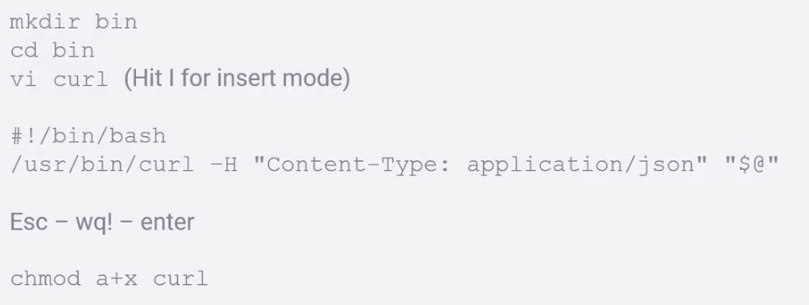 mkdir bin
cd bin
vi curl (Hit I for insert mode)
#!/bin/bash
/usr/bin/curl -H "Content-Type: application/json" "$@"
Esc – wq! – enter
chmod a+x curl